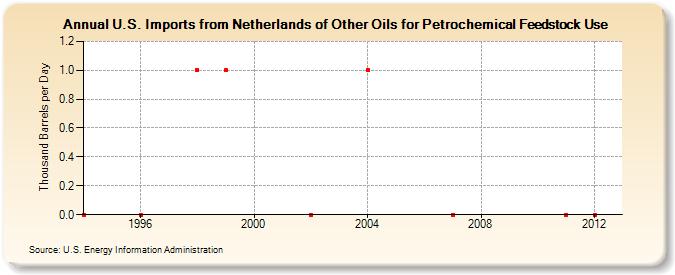 Annual U.S. Imports from Netherlands of Other Oils for Petrochemical Feedstock Use
Thousand Barrels per Day
1.2
1.0
0.8
0.6
0.4
0.2
0.0
1996 2000 2004 2008 2012
Source: U.S. Energy Information Administration